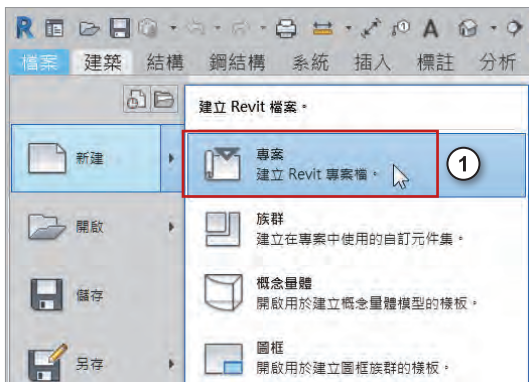 檔案 建築 結構 鋼結構 系統 插入 標註 分析
建立 Revit 檔案。
新建
專案
建立 Revit 專案檔。
1
開啟
族群
建立在專案中使用的自訂元件集。
儲存
概念量體
開啟用於建立概念量體模型的樣板。
另存
圖框
開啟用於建立圖框族群的樣板。